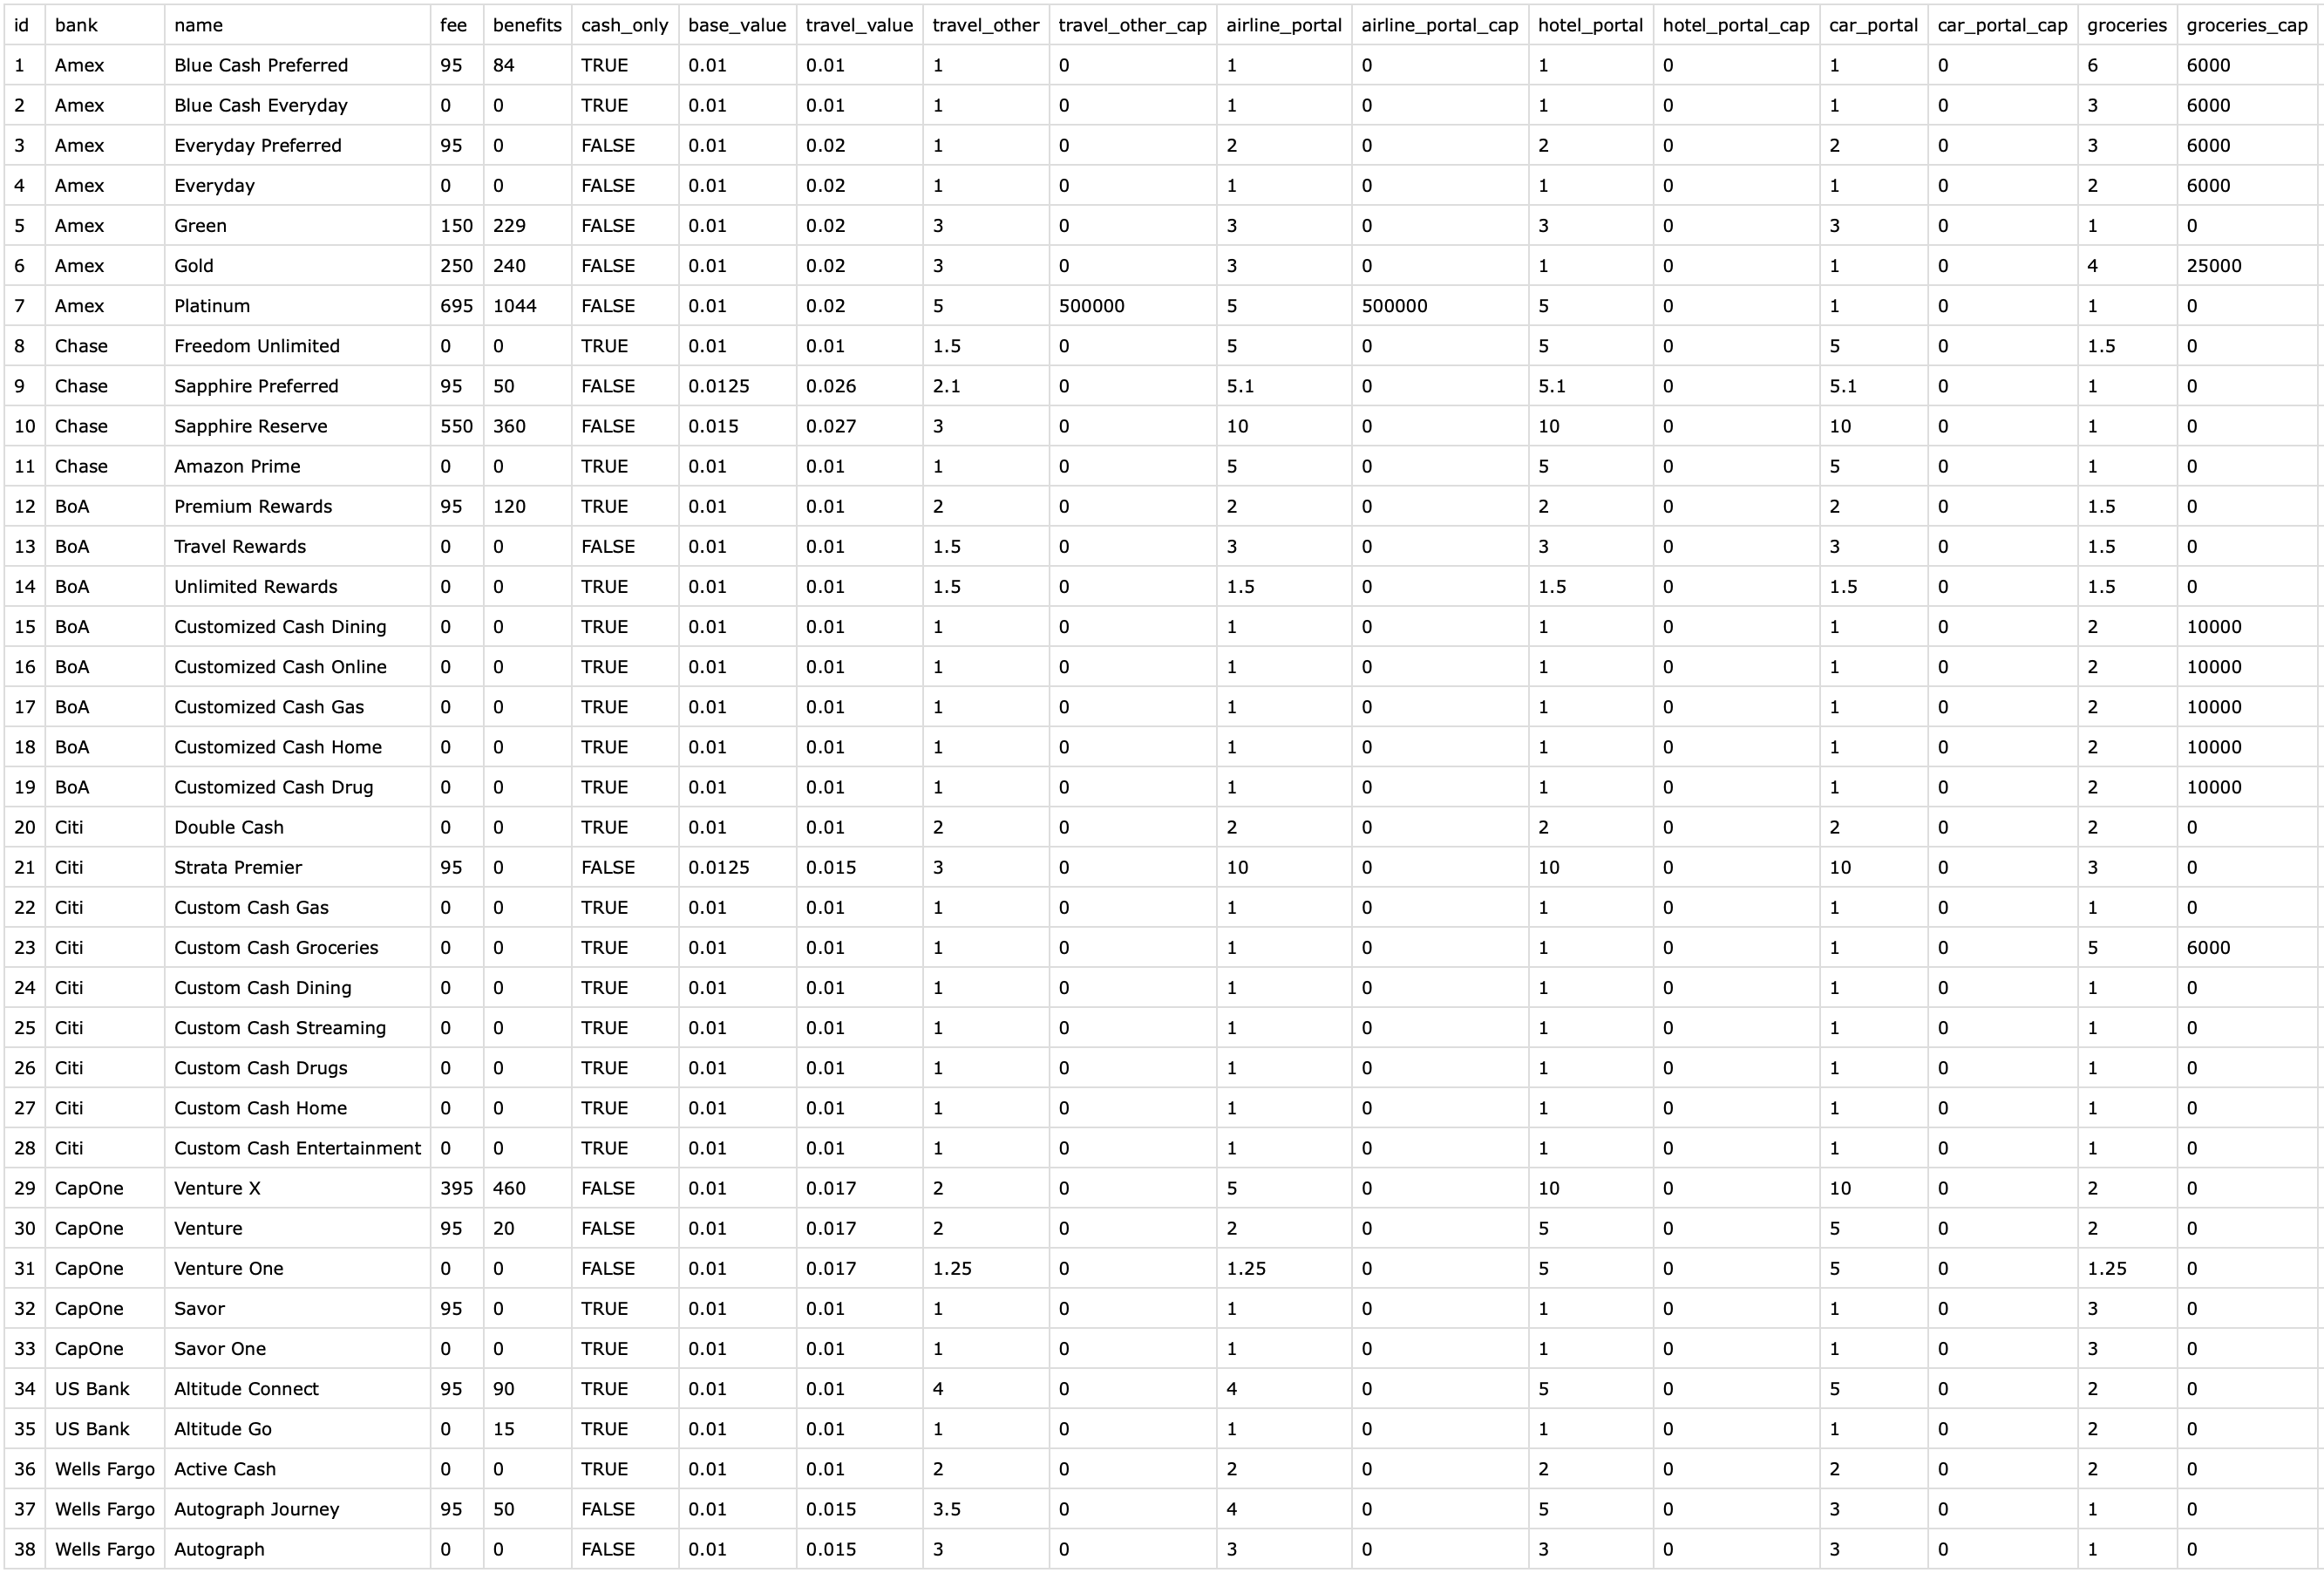 id bank name fee benefits cash_only base_value travel_value travel_other travel_other_cap airline_portal airline_portal_cap hotel_portal hotel_portal_cap car_portal car_portal_cap groceries groceries_cap
1 Amex Blue Cash Preferred 95 84 TRUE 0.01 0.01 1 0 1 0 1 0 1 0 6 6000
2 Amex Blue Cash Everyday 0 0 TRUE 0.01 0.01 1 0 1 0 1 0 1 0 3 6000
3 Amex Everyday Preferred 95 0 FALSE 0.01 0.02 1 0 2 0 2 0 2 0 3 6000
4 Amex Everyday 0 0 FALSE 0.01 0.02 1 0 1 0 1 0 1 0 2 6000
5 Amex Green 150 229 FALSE 0.01 0.02 3 0 3 0 3 0 3 0 1 0
6 Amex Gold 250 240 FALSE 0.01 0.02 3 0 3 0 1 0 1 0 4 25000
7 Amex Platinum 695 1044 FALSE 0.01 0.02 5 500000 5 500000 5 0 1 0 1 0
8 Chase Freedom Unlimited 0 0 TRUE 0.01 0.01 1.5 0 5 0 5 0 5 0 1.5 0
9 Chase Sapphire Preferred 95 50 FALSE 0.0125 0.026 2.1 0 5.1 0 5.1 0 5.1 0 1 0
10 Chase Sapphire Reserve 550 360 FALSE 0.015 0.027 3 0 10 0 10 0 10 0 1 0
11 Chase Amazon Prime 0 0 TRUE 0.01 0.01 1 0 5 0 5 0 5 0 1 0
12 BoA Premium Rewards 95 120 TRUE 0.01 0.01 2 0 2 0 2 0 2 0 1.5 0
13 BoA Travel Rewards 0 0 FALSE 0.01 0.01 1.5 0 3 0 3 0 3 0 1.5 0
14 BoA Unlimited Rewards 0 0 TRUE 0.01 0.01 1.5 0 1.5 0 1.5 0 1.5 0 1.5 0
15 BoA Customized Cash Dining 0 0 TRUE 0.01 0.01 1 0 1 0 1 0 1 0 2 10000
16 BoA Customized Cash Online 0 0 TRUE 0.01 0.01 1 0 1 0 1 0 1 0 2 10000
17 BoA Customized Cash Gas 0 0 TRUE 0.01 0.01 1 0 1 0 1 0 1 0 2 10000
18 BoA Customized Cash Home 0 0 TRUE 0.01 0.01 1 0 1 0 1 0 1 0 2 10000
19 BoA Customized Cash Drug 0 0 TRUE 0.01 0.01 1 0 1 0 1 0 1 0 2 10000
20 Citi Double Cash 0 0 TRUE 0.01 0.01 2 0 2 0 2 0 2 0 2 0
21 Citi Strata Premier 95 0 FALSE 0.0125 0.015 3 0 10 0 10 0 10 0 3 0
22 Citi Custom Cash Gas 0 0 TRUE 0.01 0.01 1 0 1 0 1 0 1 0 1 0
23 Citi Custom Cash Groceries 0 0 TRUE 0.01 0.01 1 0 1 0 1 0 1 0 5 6000
24 Citi Custom Cash Dining 0 0 TRUE 0.01 0.01 1 0 1 0 1 0 1 0 1 0
25 Citi Custom Cash Streaming 0 0 TRUE 0.01 0.01 1 0 1 0 1 0 1 0 1 0
26 Citi Custom Cash Drugs 0 0 TRUE 0.01 0.01 1 0 1 0 1 0 1 0 1 0
27 Citi Custom Cash Home 0 0 TRUE 0.01 0.01 1 0 1 0 1 0 1 0 1 0
28 Citi Custom Cash Entertainment 0 0 TRUE 0.01 0.01 1 0 1 0 1 0 1 0 1 0
29 CapOne Venture X 395 460 FALSE 0.01 0.017 2 0 5 0 10 0 10 0 2 0
30 CapOne Venture 95 20 FALSE 0.01 0.017 2 0 2 0 5 0 5 0 2 0
31 CapOne Venture One 0 0 FALSE 0.01 0.017 1.25 0 1.25 0 5 0 5 0 1.25 0
32 CapOne Savor 95 0 TRUE 0.01 0.01 1 0 1 0 1 0 1 0 3 0
33 CapOne Savor One 0 0 TRUE 0.01 0.01 1 0 1 0 1 0 1 0 3 0
34 US Bank Altitude Connect 95 90 TRUE 0.01 0.01 4 0 4 0 5 0 5 0 2 0
35 US Bank Altitude Go 0 15 TRUE 0.01 0.01 1 0 1 0 1 0 1 0 2 0
36 Wells Fargo Active Cash 0 0 TRUE 0.01 0.01 2 0 2 0 2 0 2 0 2 0
37 Wells Fargo Autograph Journey 95 50 FALSE 0.01 0.015 3.5 0 4 0 5 0 3 0 1 0
38 Wells Fargo Autograph 0 0 FALSE 0.01 0.015 3 0 3 0 3 0 3 0 1 0